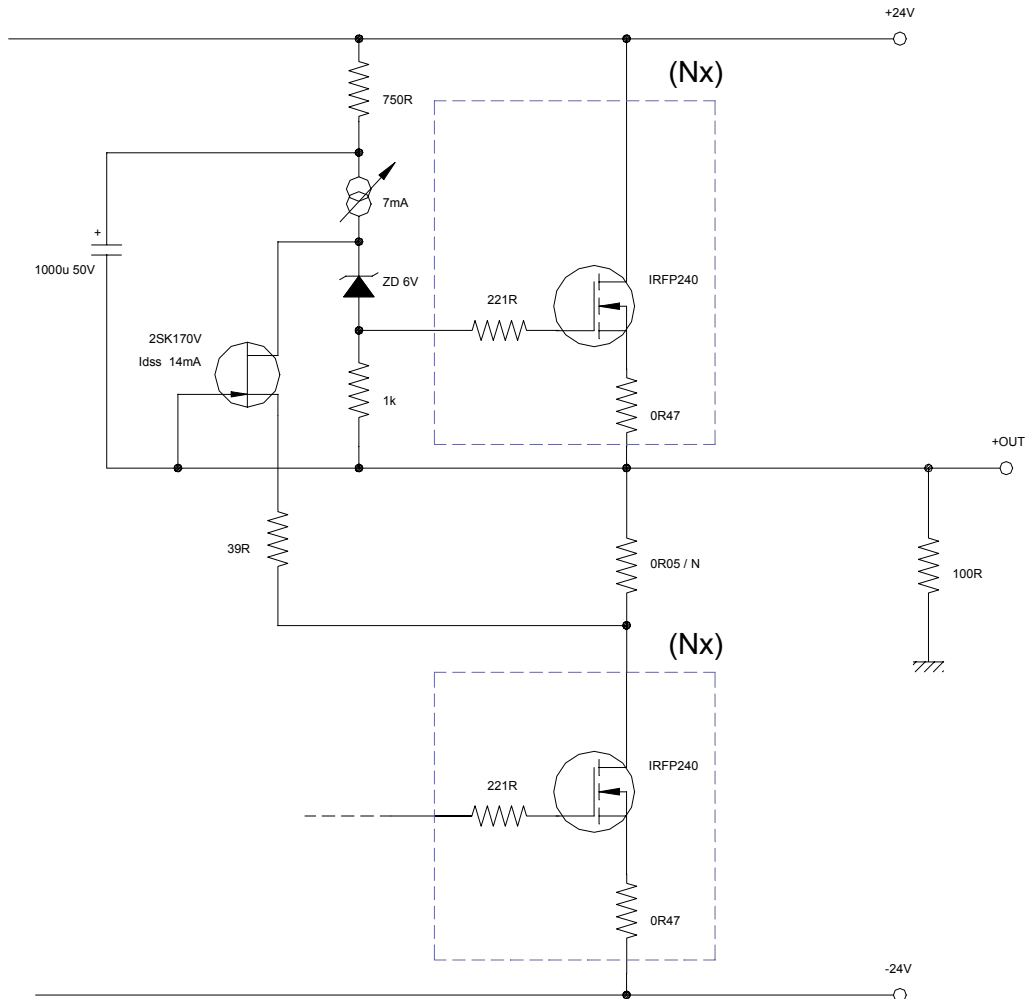 +24V
(Nx)
750R
7mA
+
1000u 50V
ZD 6V
IRFP240
221R
2SK170V
Idss 14mA
1k
0R47
+OUT
39R
0R05 / N
100R
(Nx)
IRFP240
221R
0R47
-24V